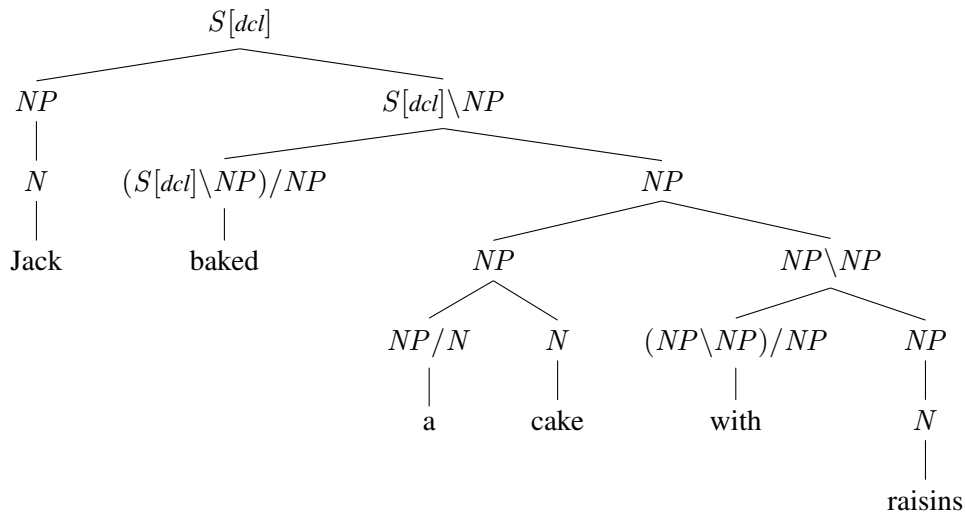 S[dcl]
NP S[dcl]\NP
N (S[dcl]\NP)/NP NP
Jack baked NP NP\NP
NP/N N (NP\NP)/NP NP
a cake with N
raisins